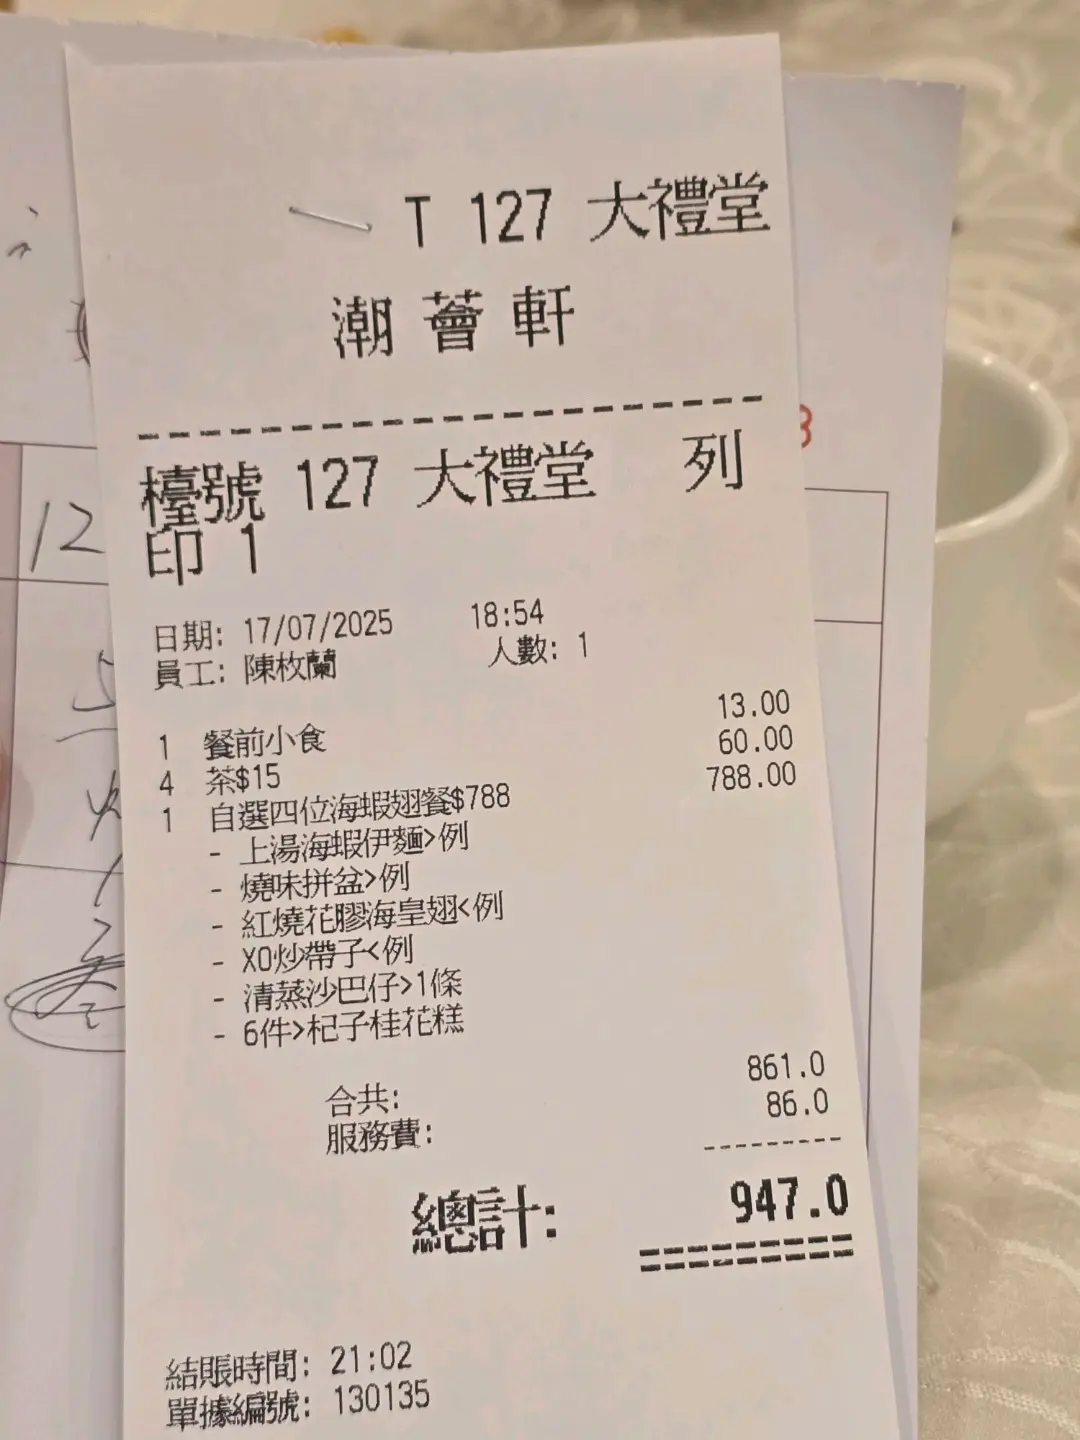 T 127 大禮堂
潮薈軒
檯號 127 大禮堂 列
印 1
日期: 17/07/2025 18:54
員工: 陳枚蘭 人數: 1
1 餐前小食 13.00
4 茶$15 60.00
1 自選四位海蝦翅餐$788 788.00
- 上湯海蝦伊麵>例
- 燒味拼盆>例
- 紅燒花膠海皇翅<例
- XO炒帶子<例
- 清蒸沙巴仔>1條
- 6件>杞子桂花糕
合共: 861.0
服務費: 86.0
總計: 947.0
結賬時間: 21:02
單據編號: 130135
12